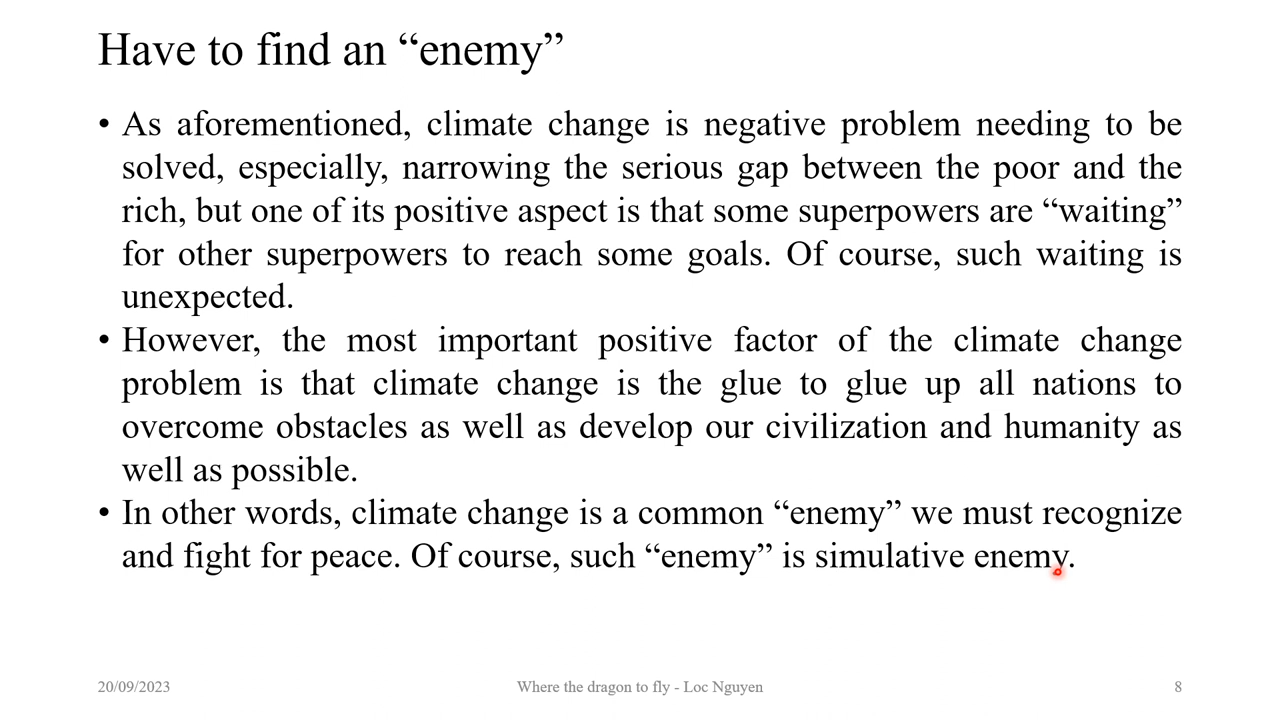 Have to find an “enemy”
• As aforementioned, climate change is negative problem needing to be
solved, especially, narrowing the serious gap between the poor and the
rich, but one of its positive aspect is that some superpowers are “waiting”
for other superpowers to reach some goals. Of course, such waiting is
unexpected.
• However, the most important positive factor of the climate change
problem is that climate change is the glue to glue up all nations to
overcome obstacles as well as develop our civilization and humanity as
well as possible.
• In other words, climate change is a common “enemy” we must recognize
and fight for peace. Of course, such “enemy” is simulative enemy.
20/09/2023
Where the dragon to fly - Loc Nguyen
8